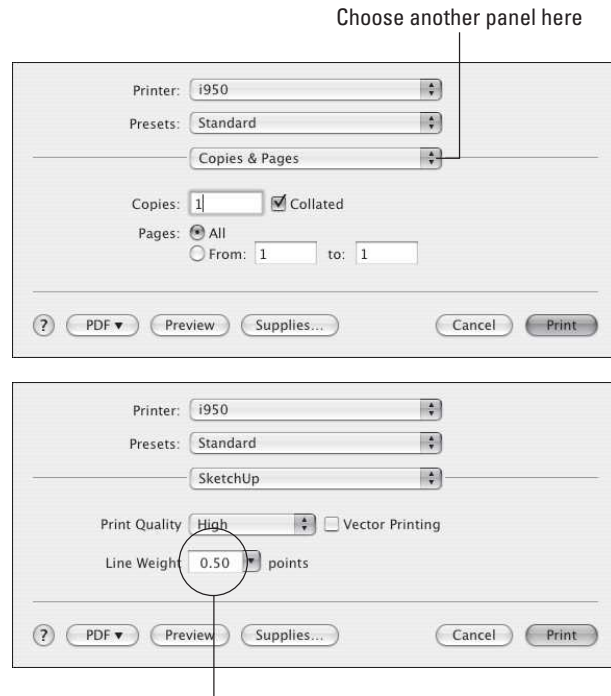 Choose another panel here
Printer: i950
Presets: Standard
Copies & Pages
Copies: 1 Collated
Pages: All
From: 1 to: 1
? PDF Preview Supplies... Cancel Print
Printer: i950
Presets: Standard
SketchUp
Print Quality High Vector Printing
Line Weight 0.50 points
? PDF Preview Supplies... Cancel Print